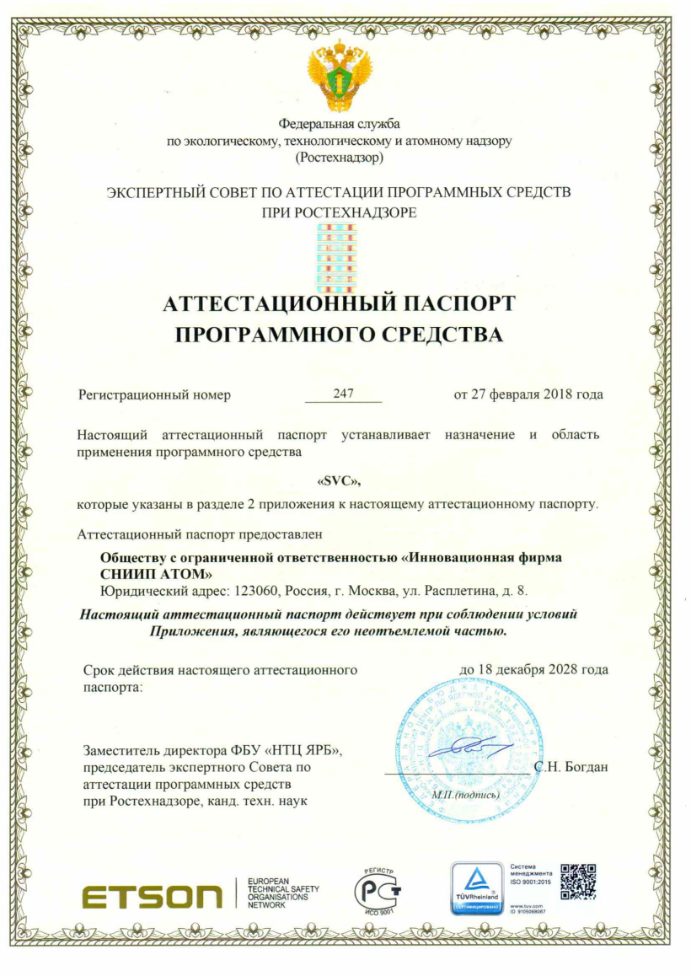 Федеральная служба
по экологическому, технологическому и атомному надзору
(Ростехнадзор)
ЭКСПЕРТНЫЙ СОВЕТ ПО АТТЕСТАЦИИ ПРОГРАММНЫХ СРЕДСТВ
ПРИ РОСТЕХНАДЗОРЕ
АТТЕСТАЦИОННЫЙ ПАСПОРТ
ПРОГРАММНОГО СРЕДСТВА
Регистрационный номер 247 от 27 февраля 2018 года
Настоящий аттестационный паспорт устанавливает назначение и область
применения программного средства
«SVC»,
которые указаны в разделе 2 приложения к настоящему аттестационному паспорту.
Аттестационный паспорт предоставлен
Обществу с ограниченной ответственностью «Инновационная фирма
СНИИП АТОМ»
Юридический адрес: 123060, Россия, г. Москва, ул. Расплетина, д. 8.
Настоящий аттестационный паспорт действует при соблюдении условий
Приложения, являющегося его неотъемлемой частью.
Срок действия настоящего аттестационного до 18 декабря 2028 года
паспорта:
Заместитель директора ФБУ «НТЦ ЯРБ»,
председатель экспертного Совета по С.Н. Богдан
аттестации программных средств
при Ростехнадзоре, канд. техн. наук
М.П.(подпись)
ETSON
EUROPEAN
TECHNICAL SAFETY
ORGANISATIONS
NETWORK
РЕГИСТР
РСТ
ИСО 9001
TÜVRheinland
Система
менеджмента
ISO 9001:2015
www.tuv.com